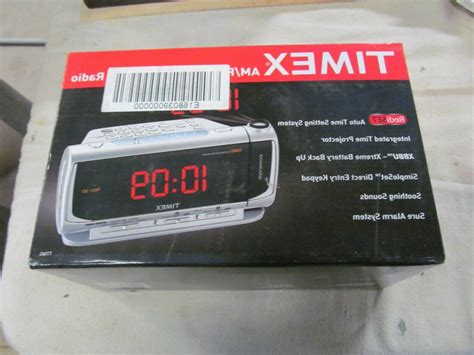 TIMEX
AM/F
Radio
RediSET Auto Time Setting System
Integrated Time Projector
XBBU™–Xtreme Battery Back Up
SimpleSet™ Direct Entry Keypad
Soothing Sounds
Sure Alarm System
10:09
TIMEX